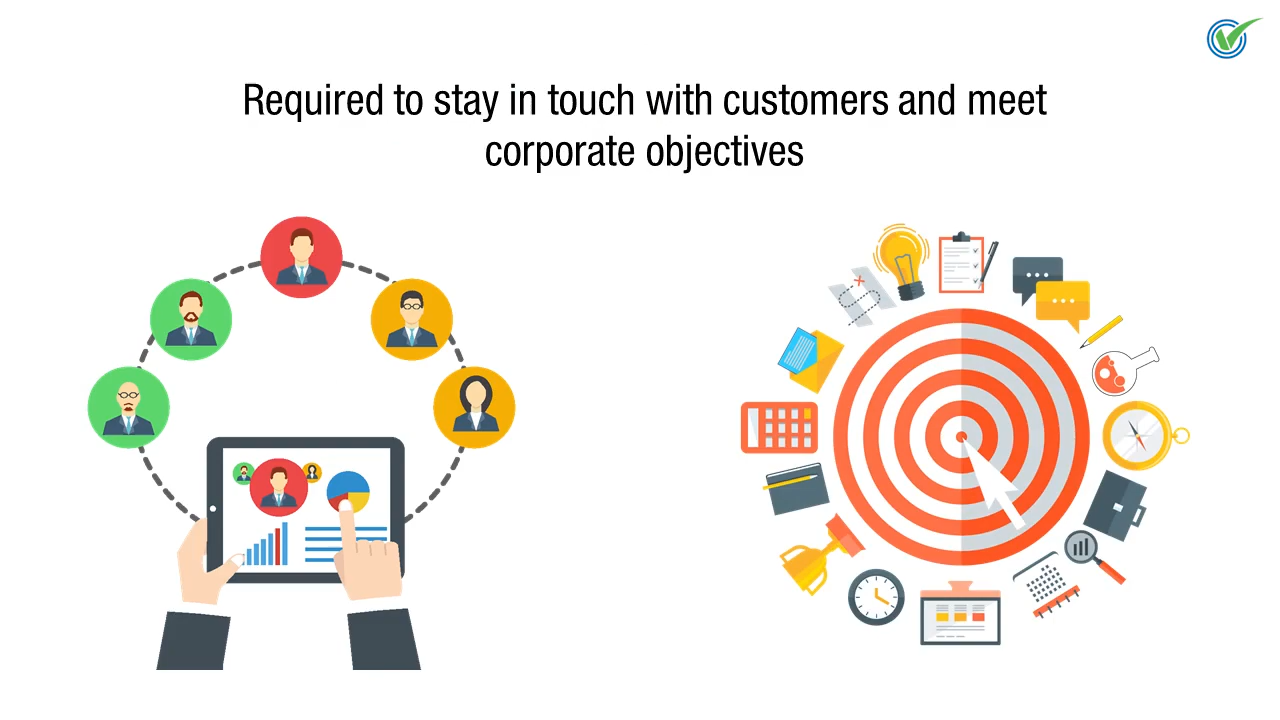 Required to stay in touch with customers and meet
corporate objectives